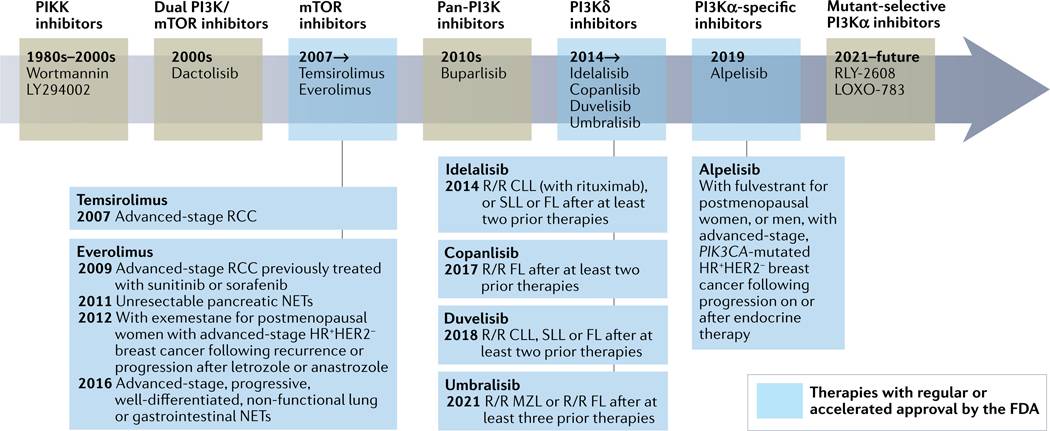 PIKK
inhibitors
Dual PI3K/
mTOR inhibitors
mTOR
inhibitors
Pan-PI3K
inhibitors
PI3Kδ
inhibitors
PI3Kα-specific
inhibitors
Mutant-selective
PI3Kα inhibitors
1980s–2000s
Wortmannin
LY294002
2000s
Dactolisib
2007→
Temsirolimus
Everolimus
2010s
Buparlisib
2014→
Idelalisib
Copanlisib
Duvelisib
Umbralisib
2019
Alpelisib
2021–future
RLY-2608
LOXO-783
Temsirolimus
2007 Advanced-stage RCC
Everolimus
2009 Advanced-stage RCC previously treated
with sunitinib or sorafenib
2011 Unresectable pancreatic NETs
2012 With exemestane for postmenopausal
women with advanced-stage HR⁺HER2⁻
breast cancer following recurrence or
progression after letrozole or anastrozole
2016 Advanced-stage, progressive,
well-differentiated, non-functional lung
or gastrointestinal NETs
Idelalisib
2014 R/R CLL (with rituximab),
or SLL or FL after at least
two prior therapies
Copanlisib
2017 R/R FL after at least two
prior therapies
Duvelisib
2018 R/R CLL, SLL or FL after at
least two prior therapies
Umbralisib
2021 R/R MZL or R/R FL after at
least three prior therapies
Alpelisib
With fulvestrant for
postmenopausal
women, or men, with
advanced-stage,
PIK3CA-mutated
HR⁺HER2⁻ breast
cancer following
progression on or
after endocrine
therapy
Therapies with regular or
accelerated approval by the FDA